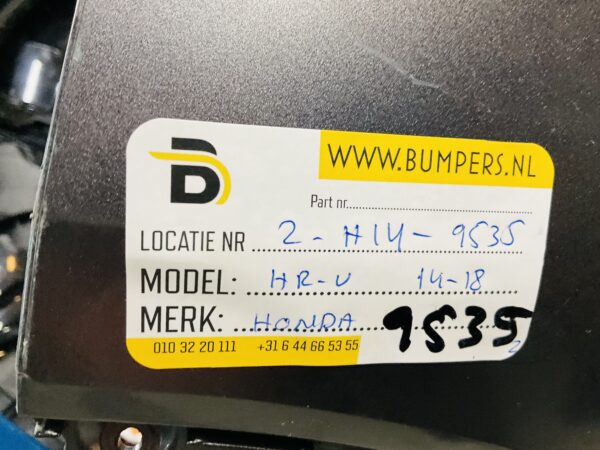 WWW.BUMPERS.NL
Part nr.
LOCATIE NR 2-H14-9535
MODEL: HR-V 14-18
MERK: HONDA 9535
010 32 20 111 +31 6 44 66 53 55